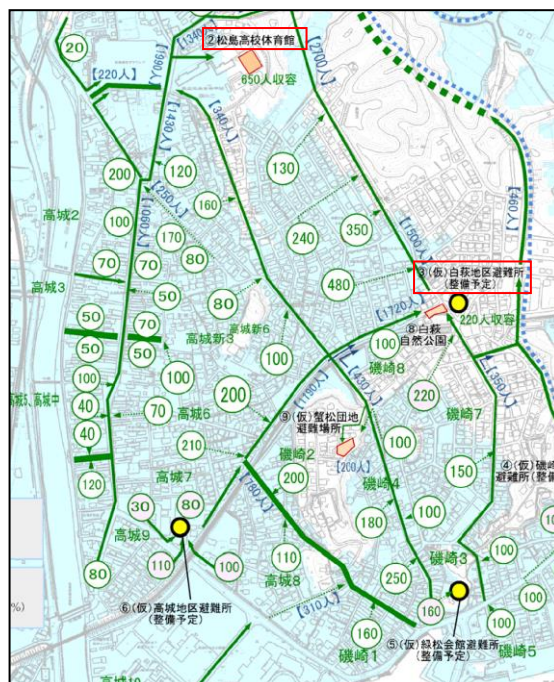 20
【220人】
【1340人】
【1990人】
②松島高校体育館
650人収容
【2700人】
【1430人】
【340人】
200
120
【250人】
160
130
100
【1060人】
170
80
240
350
【1500人】
【460人】
高城2
70
70
高城3
50
480
③(仮)白萩地区避難所
(整備予定)
80
高城新3
高城新6
220人収容
【1720人】
⑧白萩
自然公園
50
70
50
50
100
100
100
磯崎8
【350人】
200
【1190人】
【430人】
220
磯崎7
高城3、高城中
100
40
70
高城6
⑨(仮)蟹松団地
避難場所
40
210
磯崎2
【200人】
100
150
④(仮)磯崎
避難所(整備
120
高城7
200
磯崎4
【780人】
30
80
180
100
高城9
110
高城8
磯崎3
100
80
110
100
250
100
⑥(仮)高城地区避難所
(整備予定)
【310人】
160
160
磯崎1
100
100
⑤(仮)緑松会館避難所
(整備予定)
磯崎5
%)